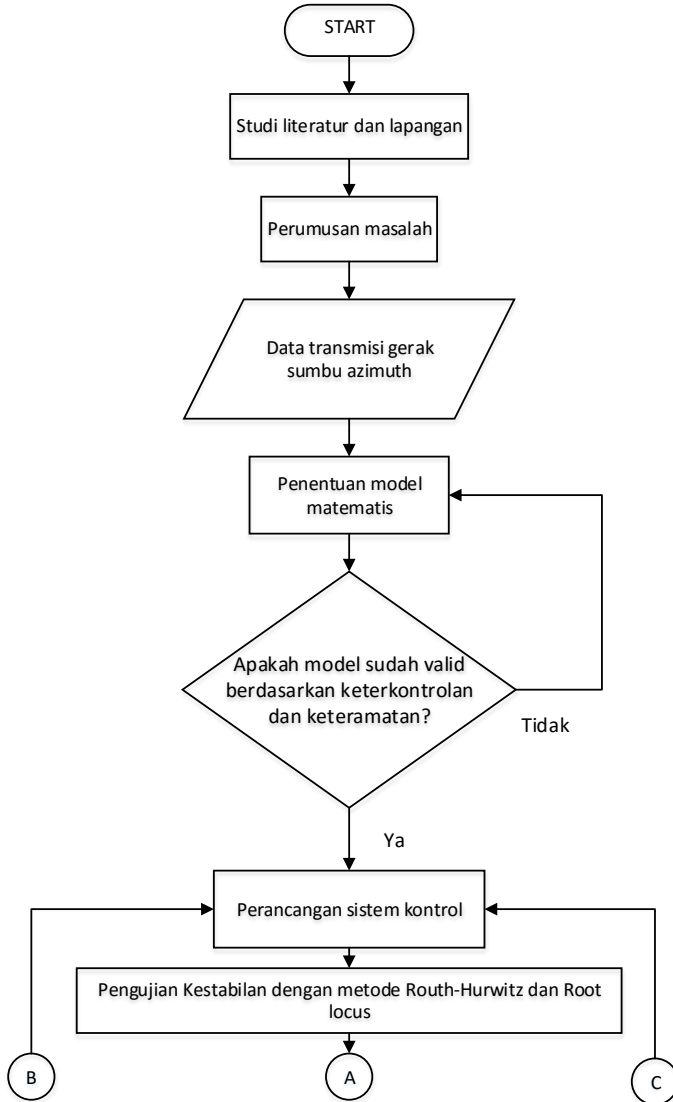 START
Studi literatur dan lapangan
Perumusan masalah
Data transmisi gerak
sumbu azimuth
Penentuan model
matematis
Apakah model sudah valid
berdasarkan keterkontrolan
dan keteramatan?
Tidak
Ya
Perancangan sistem kontrol
Pengujian Kestabilan dengan metode Routh-Hurwitz dan Root
locus
B
A
C